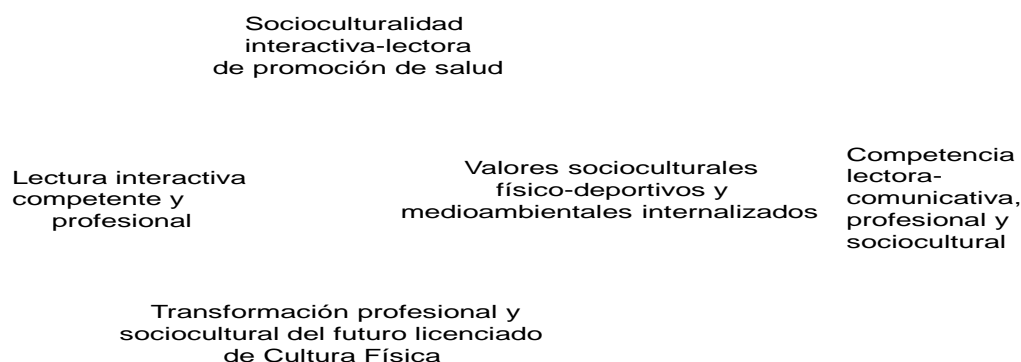 Socioculturalidad
interactiva-lectora
de promoción de salud
Lectura interactiva
competente y
profesional
Valores socioculturales
físico-deportivos y
medioambientales internalizados
Competencia
lectora-
comunicativa,
profesional y
sociocultural
Transformación profesional y
sociocultural del futuro licenciado
de Cultura Física